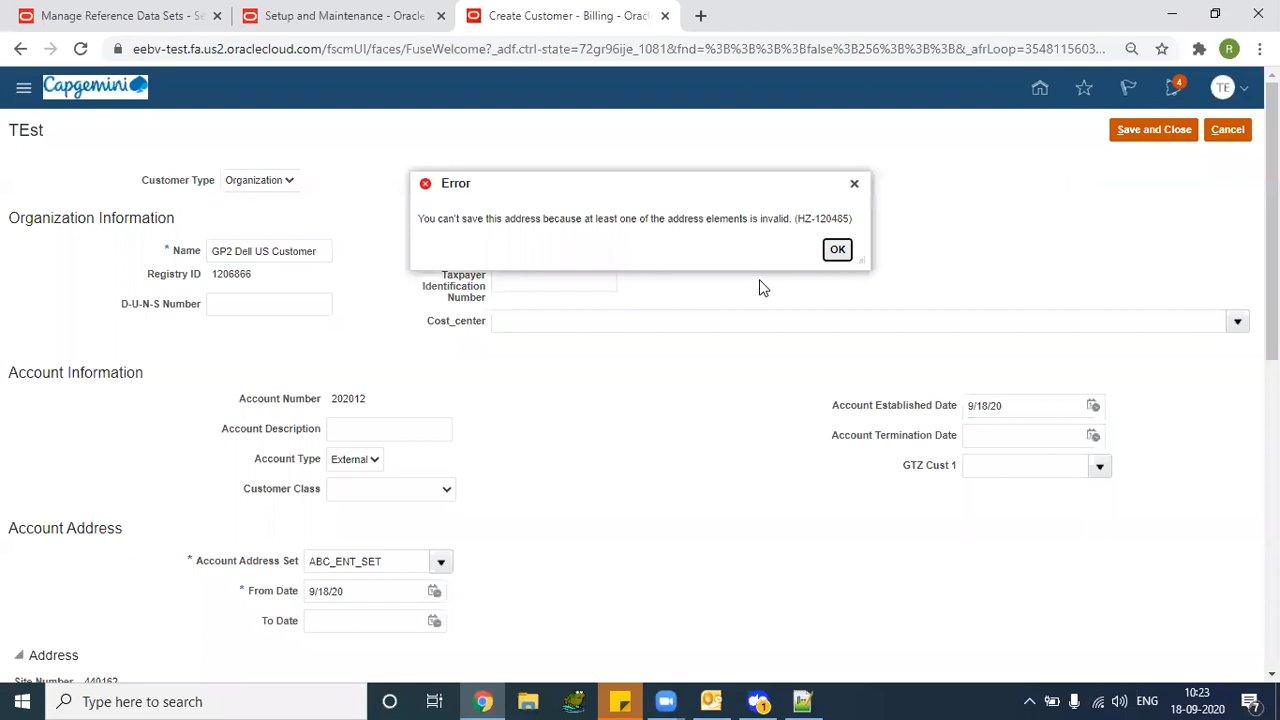 Manage Reference Data Sets - S
Setup and Maintenance - Oracle
Create Customer - Billing - Orac
eebv-test.fa.us2.oraclecloud.com/fscmUI/faces/FuseWelcome?_adf.ctrl-state=72gr96ije_1081&fnd=%3B%3B%3B%3Bfalse%3B256%3B%3B%3B&_afrLoop=3548115603...
R
Capgemini
4
TE
TEst
Save and Close
Cancel
Customer Type
Organization
Error
You can't save this address because at least one of the address elements is invalid. (HZ-120485)
OK
Organization Information
* Name
GP2 Dell US Customer
Registry ID
1206866
D-U-N-S Number
Taxpayer
Identification
Number
Cost_center
Account Information
Account Number
202012
Account Description
Account Type
External
Customer Class
Account Established Date
9/18/20
Account Termination Date
GTZ Cust 1
Account Address
* Account Address Set
ABC_ENT_SET
* From Date
9/18/20
To Date
Address
Site Number
440162
Type here to search
1
ENG
10:23
18-09-2020
7